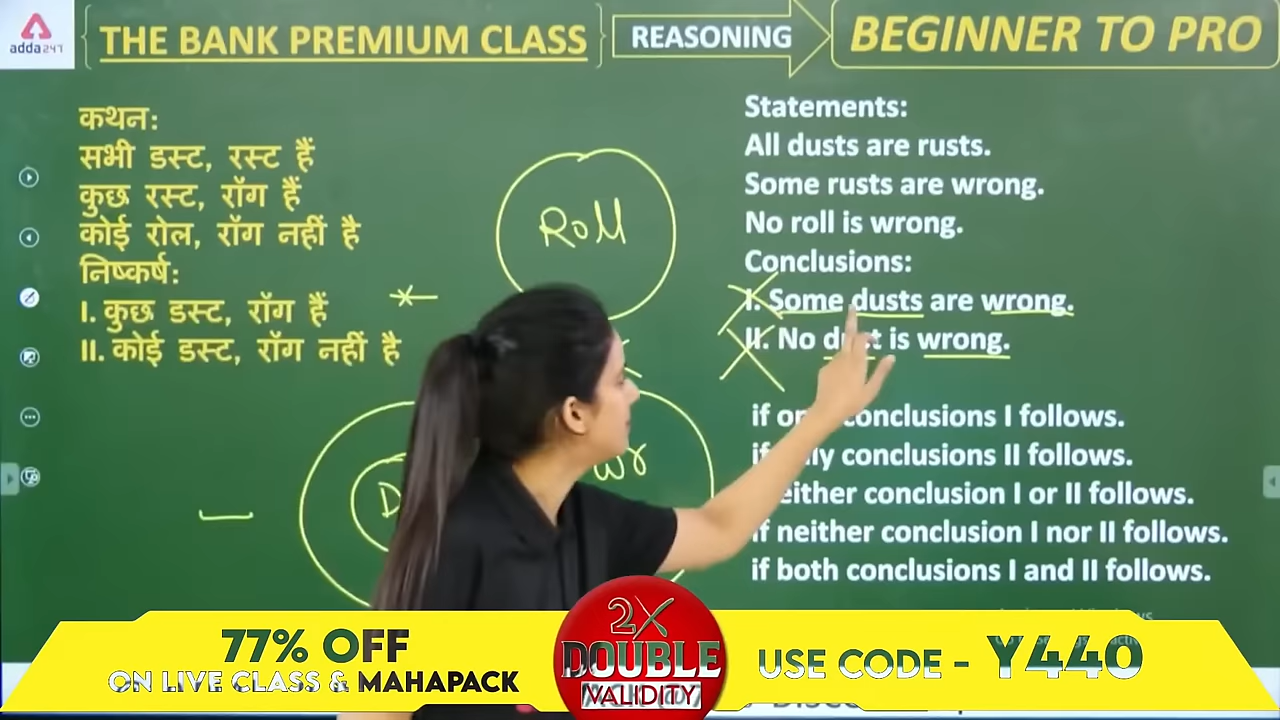 adda247
THE BANK PREMIUM CLASS
REASONING
BEGINNER TO PRO
कथन:
सभी डस्ट, रस्ट हैं
कुछ रस्ट, रॉग हैं
कोई रोल, रॉग नहीं है
निष्कर्ष:
I. कुछ डस्ट, रॉग हैं
II. कोई डस्ट, रॉग नहीं है
Roll
D
wr
Statements:
All dusts are rusts.
Some rusts are wrong.
No roll is wrong.
Conclusions:
I. Some dusts are wrong.
II. No dust is wrong.
if conclusions I follows.
if conclusions II follows.
either conclusion I or II follows.
if neither conclusion I nor II follows.
if both conclusions I and II follows.
77% OFF
ON LIVE CLASS & MAHAPACK
2X
DOUBLE
VALIDITY
USE CODE - Y440